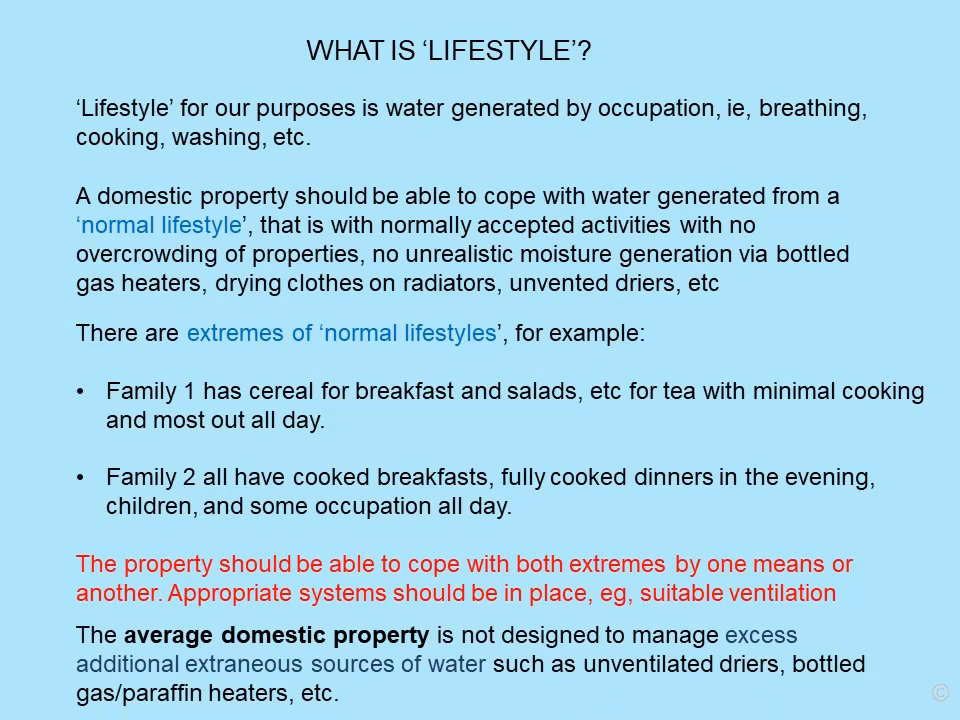 WHAT IS ‘LIFESTYLE’?
‘Lifestyle’ for our purposes is water generated by occupation, ie, breathing,
cooking, washing, etc.
A domestic property should be able to cope with water generated from a
‘normal lifestyle’, that is with normally accepted activities with no
overcrowding of properties, no unrealistic moisture generation via bottled
gas heaters, drying clothes on radiators, unvented driers, etc
There are extremes of ‘normal lifestyles’, for example:
• Family 1 has cereal for breakfast and salads, etc for tea with minimal cooking
and most out all day.
• Family 2 all have cooked breakfasts, fully cooked dinners in the evening,
children, and some occupation all day.
The property should be able to cope with both extremes by one means or
another. Appropriate systems should be in place, eg, suitable ventilation
The average domestic property is not designed to manage excess
additional extraneous sources of water such as unventilated driers, bottled
gas/paraffin heaters, etc.
©